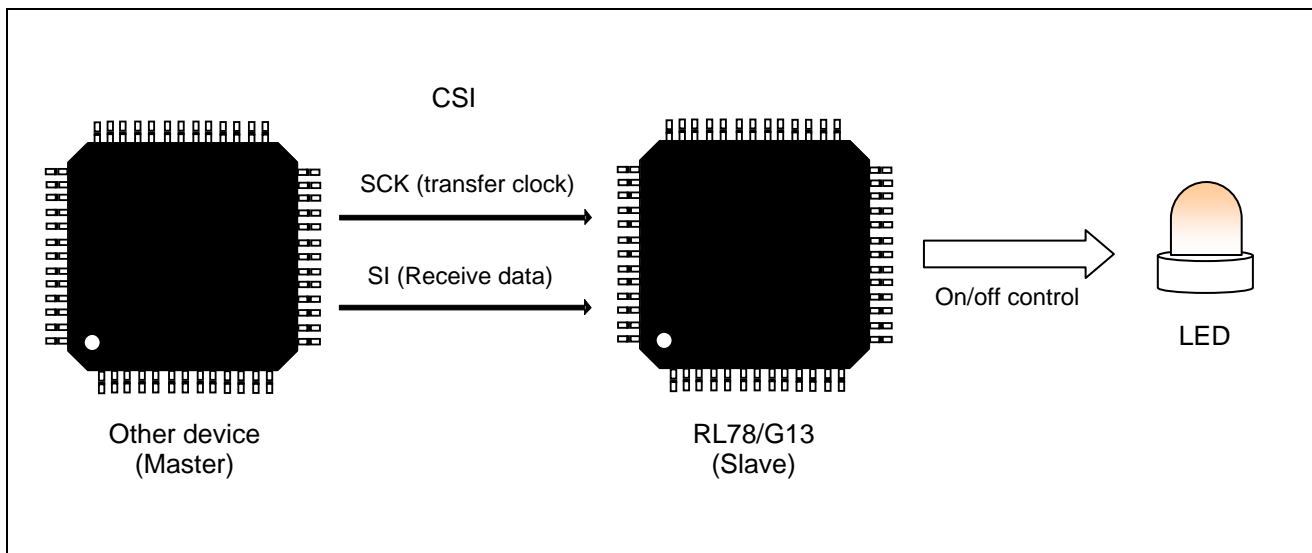 CSI
SCK (transfer clock)
SI (Receive data)
On/off control
LED
Other device
(Master)
RL78/G13
(Slave)